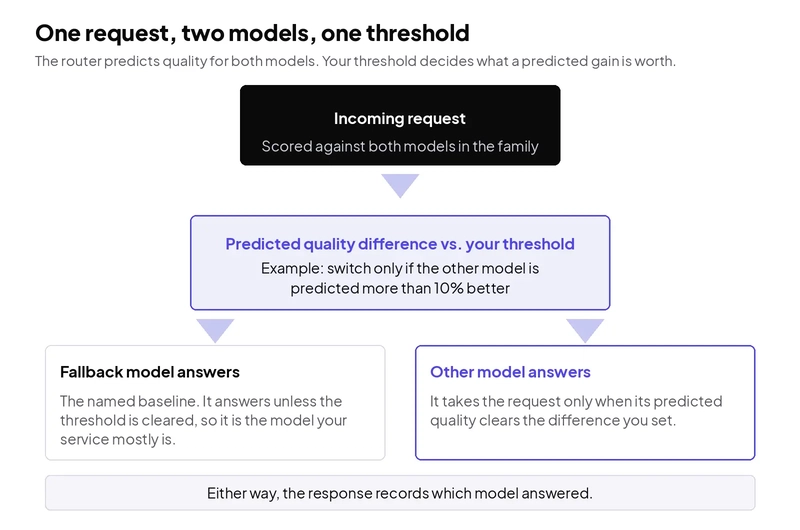 One request, two models, one threshold
The router predicts quality for both models. Your threshold decides what a predicted gain is worth.
Incoming request
Scored against both models in the family
Predicted quality difference vs. your threshold
Example: switch only if the other model is
predicted more than 10% better
Fallback model answers
The named baseline. It answers unless the
threshold is cleared, so it is the model your
service mostly is.
Other model answers
It takes the request only when its predicted
quality clears the difference you set.
Either way, the response records which model answered.